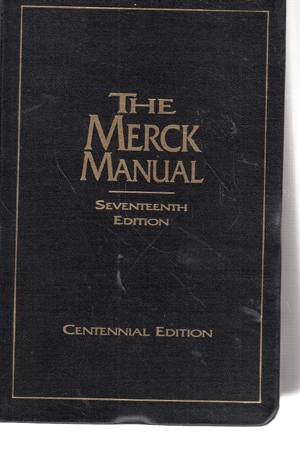 THE
MERCK
MANUAL
SEVENTEENTH
EDITION
CENTENNIAL EDITION